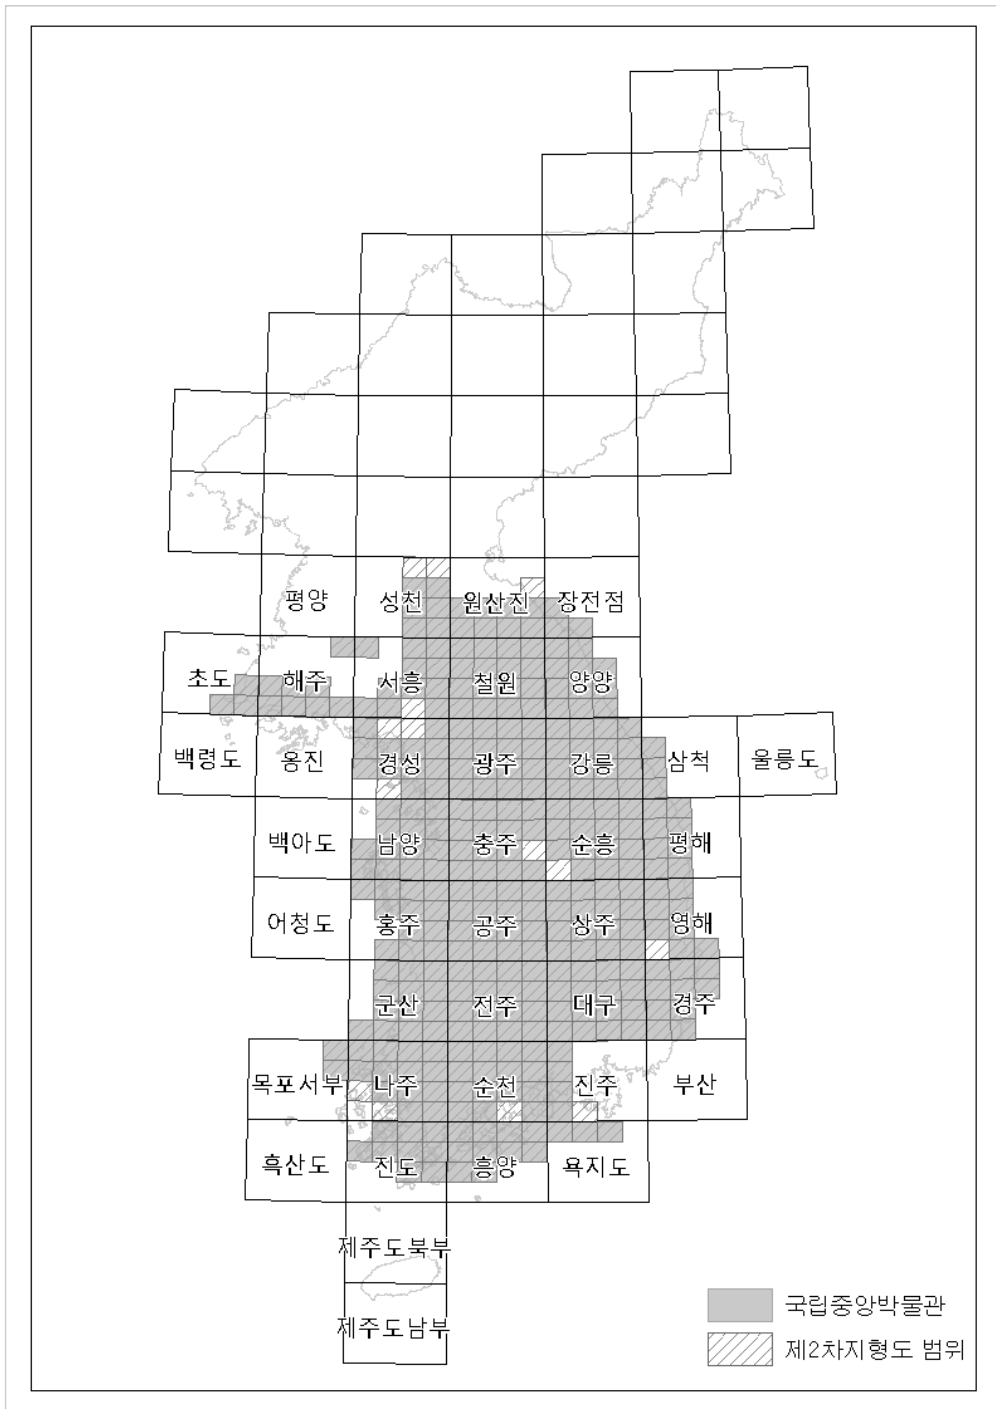 평양 성천 원산진 장전점
초도 해주 서흥 철원 양양
백령도 옹진 경성 광주 강릉 삼척 울릉도
백아도 남양 충주 순흥 평해
어청도 홍주 공주 상주 영해
군산 전주 대구 경주
목포서부 나주 순천 진주 부산
흑산도 진도 흥양 욕지도
제주도북부
제주도남부
국립중앙박물관
제2차지형도 범위